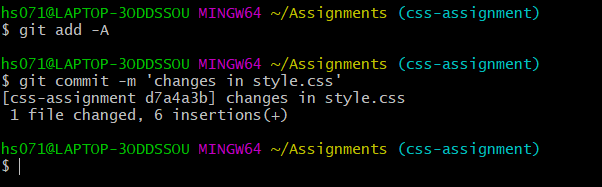 hs071@LAPTOP-3ODDSSOU MINGW64 ~/Assignments (css-assignment)
$ git add -A
hs071@LAPTOP-3ODDSSOU MINGW64 ~/Assignments (css-assignment)
$ git commit -m 'changes in style.css'
[css-assignment d7a4a3b] changes in style.css
 1 file changed, 6 insertions(+)
hs071@LAPTOP-3ODDSSOU MINGW64 ~/Assignments (css-assignment)
$